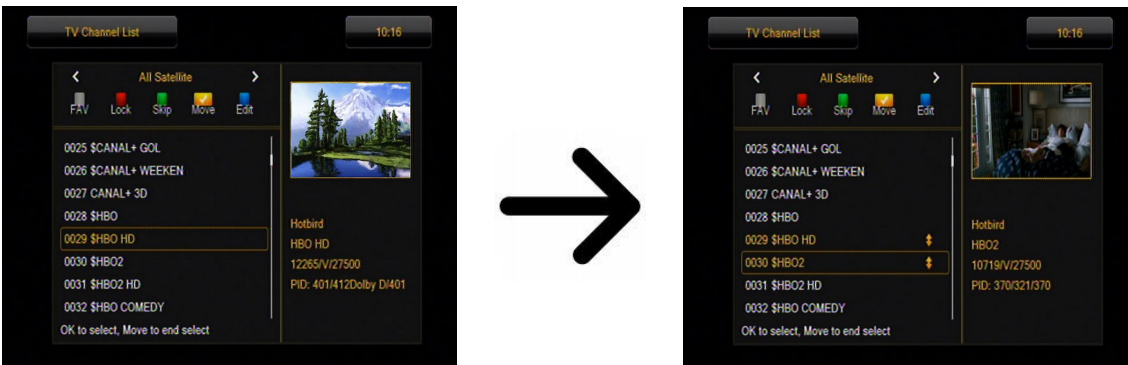 TV Channel List
10:16
All Satellite
FAV Lock Skip Move Edit
0025 $CANAL+ GOL
0026 $CANAL+ WEEKEN
0027 CANAL+ 3D
0028 $HBO
0029 $HBO HD
0030 $HBO2
0031 $HBO2 HD
0032 $HBO COMEDY
OK to select, Move to end select
Hotbird
HBO HD
12265/V/27500
PID: 401/412Dolby D/401
TV Channel List
10:16
All Satellite
FAV Lock Skip Move Edit
0025 $CANAL+ GOL
0026 $CANAL+ WEEKEN
0027 CANAL+ 3D
0028 $HBO
0029 $HBO HD
0030 $HBO2
0031 $HBO2 HD
0032 $HBO COMEDY
OK to select, Move to end select
Hotbird
HBO2
10719/V/27500
PID: 370/321/370